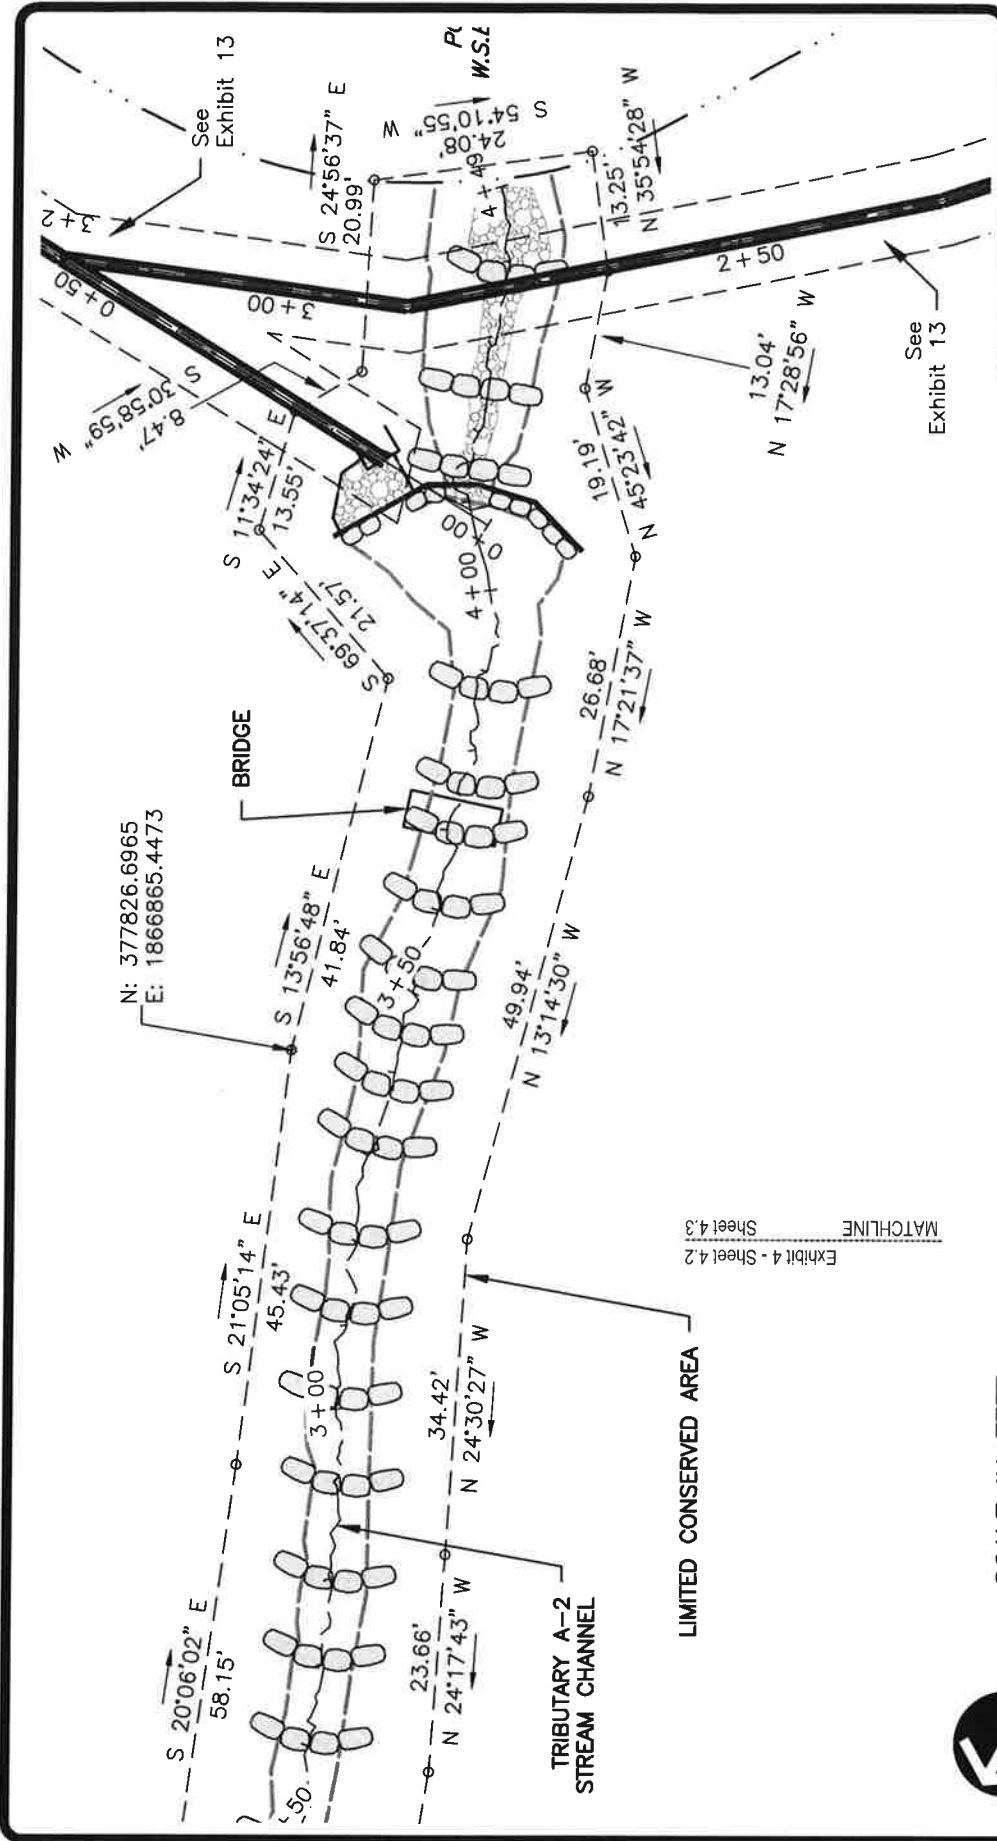 See
Exhibit 13
S 24°56'37" E
20.99'
W.S.E
S 54°10'55" W
24.08'
4+49
13.25'
N 35°54'28" W
3+2
0+50
3+00
2+50
S 30°58'59" W
8.47'
S 11°34'24" E
13.55'
S 69°37'14" E
21.57'
0+00
4+00
19.19'
N 45°23'42" W
13.04'
N 17°28'56" W
See
Exhibit 13
BRIDGE
26.68'
N 17°21'37" W
N: 377826.6965
E: 1866865.4473
S 13°56'48" E
41.84'
3+50
49.94'
N 13°14'30" W
S 21°05'14" E
45.43'
3+00
34.42'
N 24°30'27" W
Exhibit 4 - Sheet 4.2
MATCHLINE Sheet 4.3
LIMITED CONSERVED AREA
S 20°06'02" E
58.15'
23.66'
N 24°17'43" W
TRIBUTARY A-2
STREAM CHANNEL
50